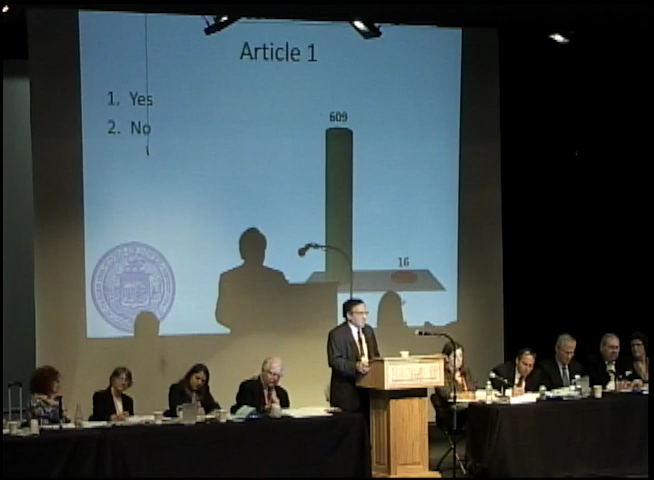 Article 1
1. Yes
2. No
609
16